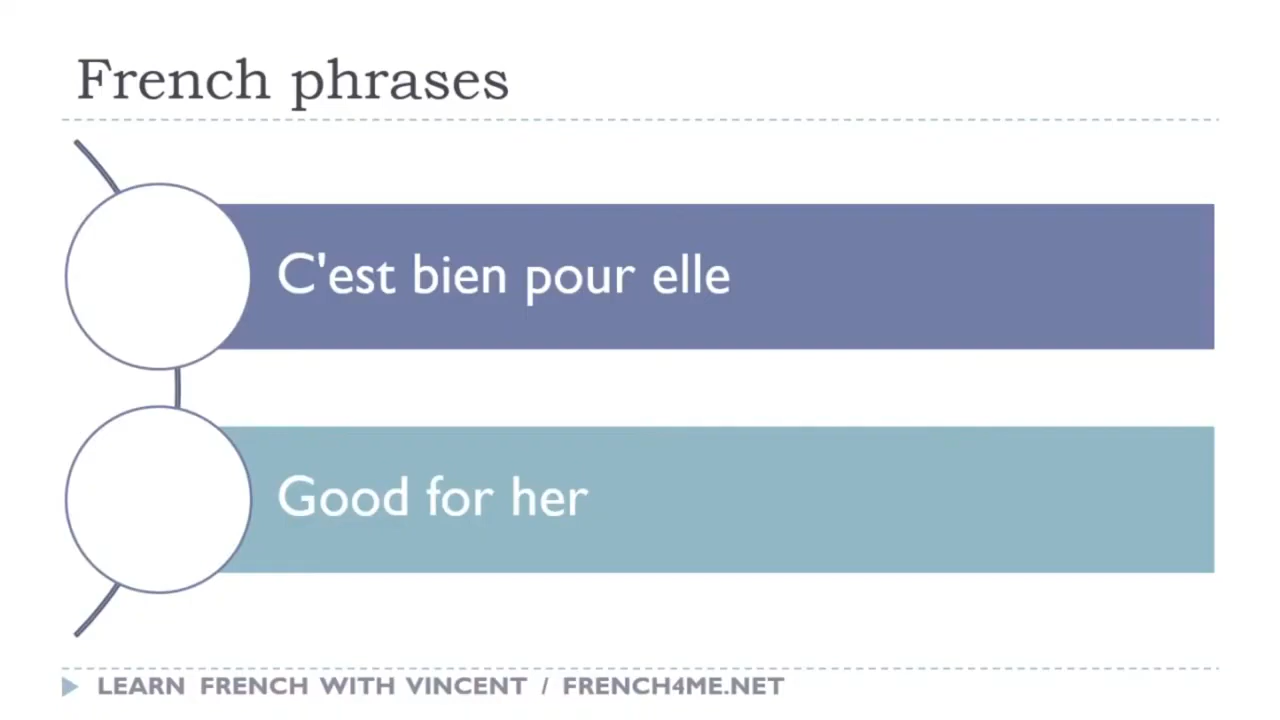 French phrases
C'est bien pour elle
Good for her
LEARN FRENCH WITH VINCENT / FRENCH4ME.NET